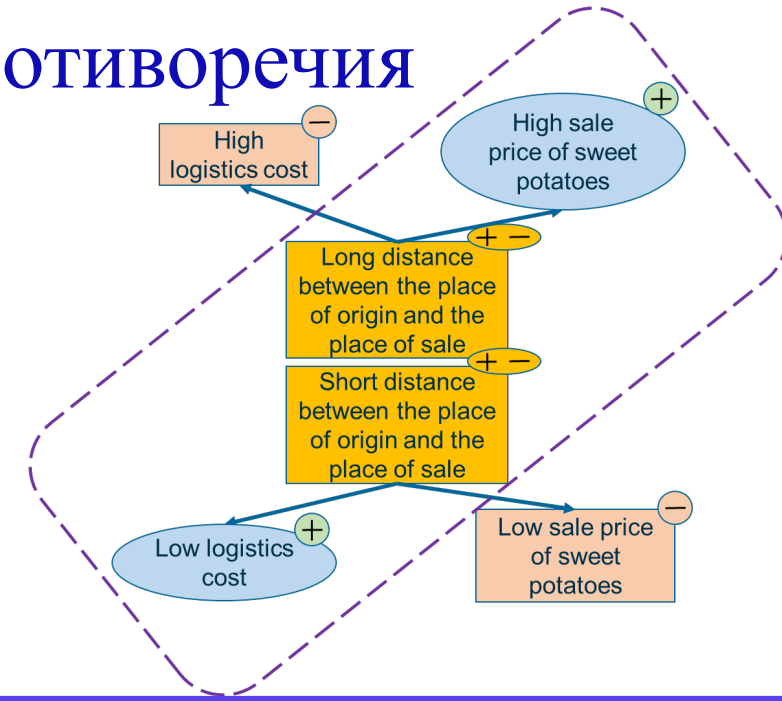 отиворечия
High
logistics cost
−
High sale
price of sweet
potatoes
+
+ −
Long distance
between the place
of origin and the
place of sale
+ −
Short distance
between the place
of origin and the
place of sale
Low logistics
cost
+
Low sale price
of sweet
potatoes
−